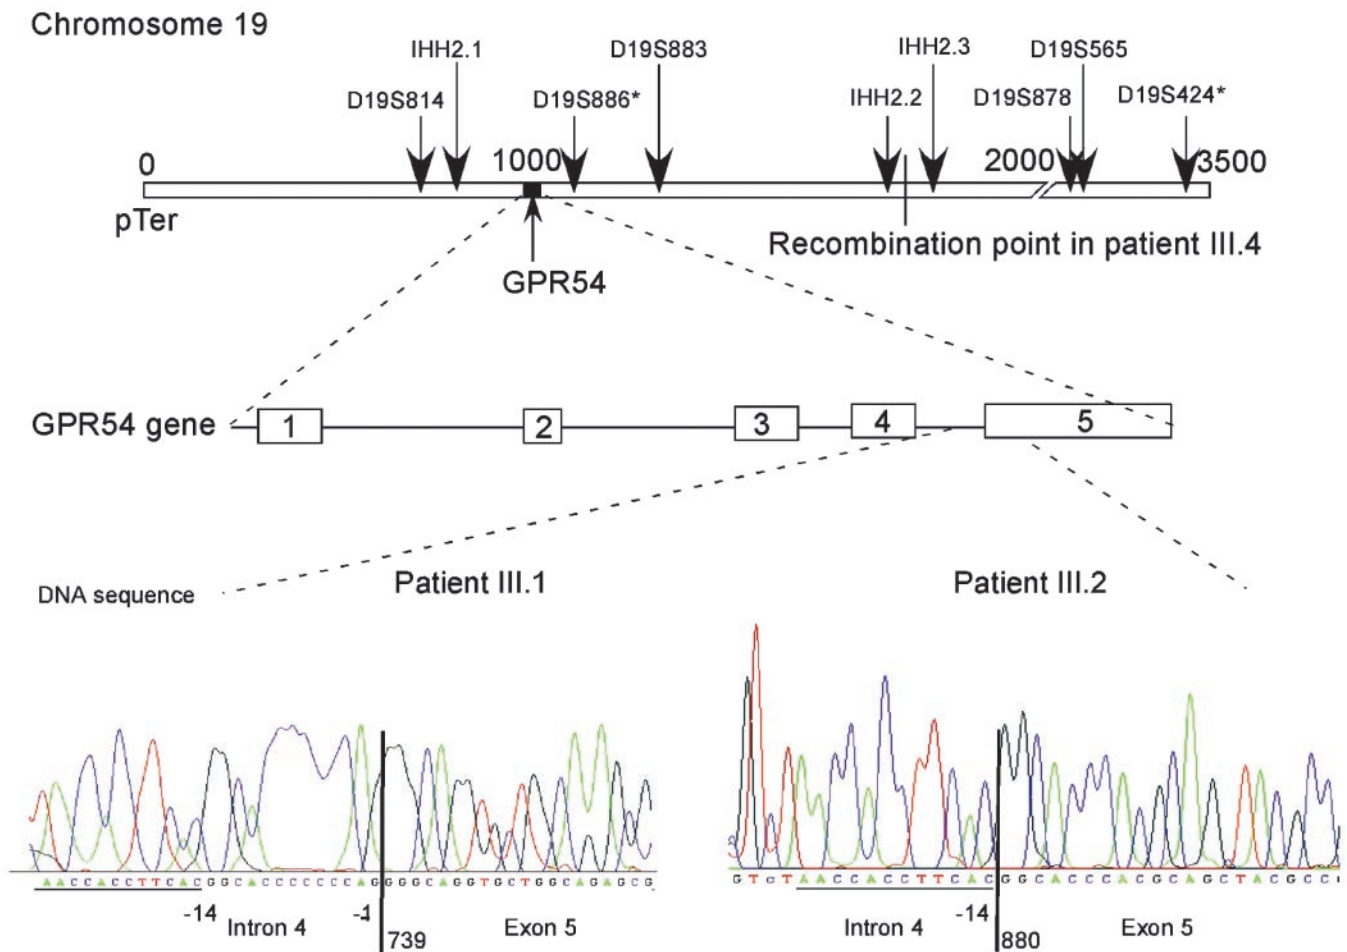 Chromosome 19
IHH2.1
D19S883
IHH2.3
D19S565
D19S814
D19S886*
IHH2.2
D19S878
D19S424*
0
1000
2000
3500
pTer
Recombination point in patient III.4
GPR54
GPR54 gene
1
2
3
4
5
DNA sequence
Patient III.1
Patient III.2
AACCACCTTCACGGCACCCCCCCAGGGGCAGGTGCTGGCAGAGCG
GTCTAACCACCTTCACGGCACCCACGCAGCTACGCC
-14
Intron 4
-1
739
Exon 5
Intron 4
-14
880
Exon 5